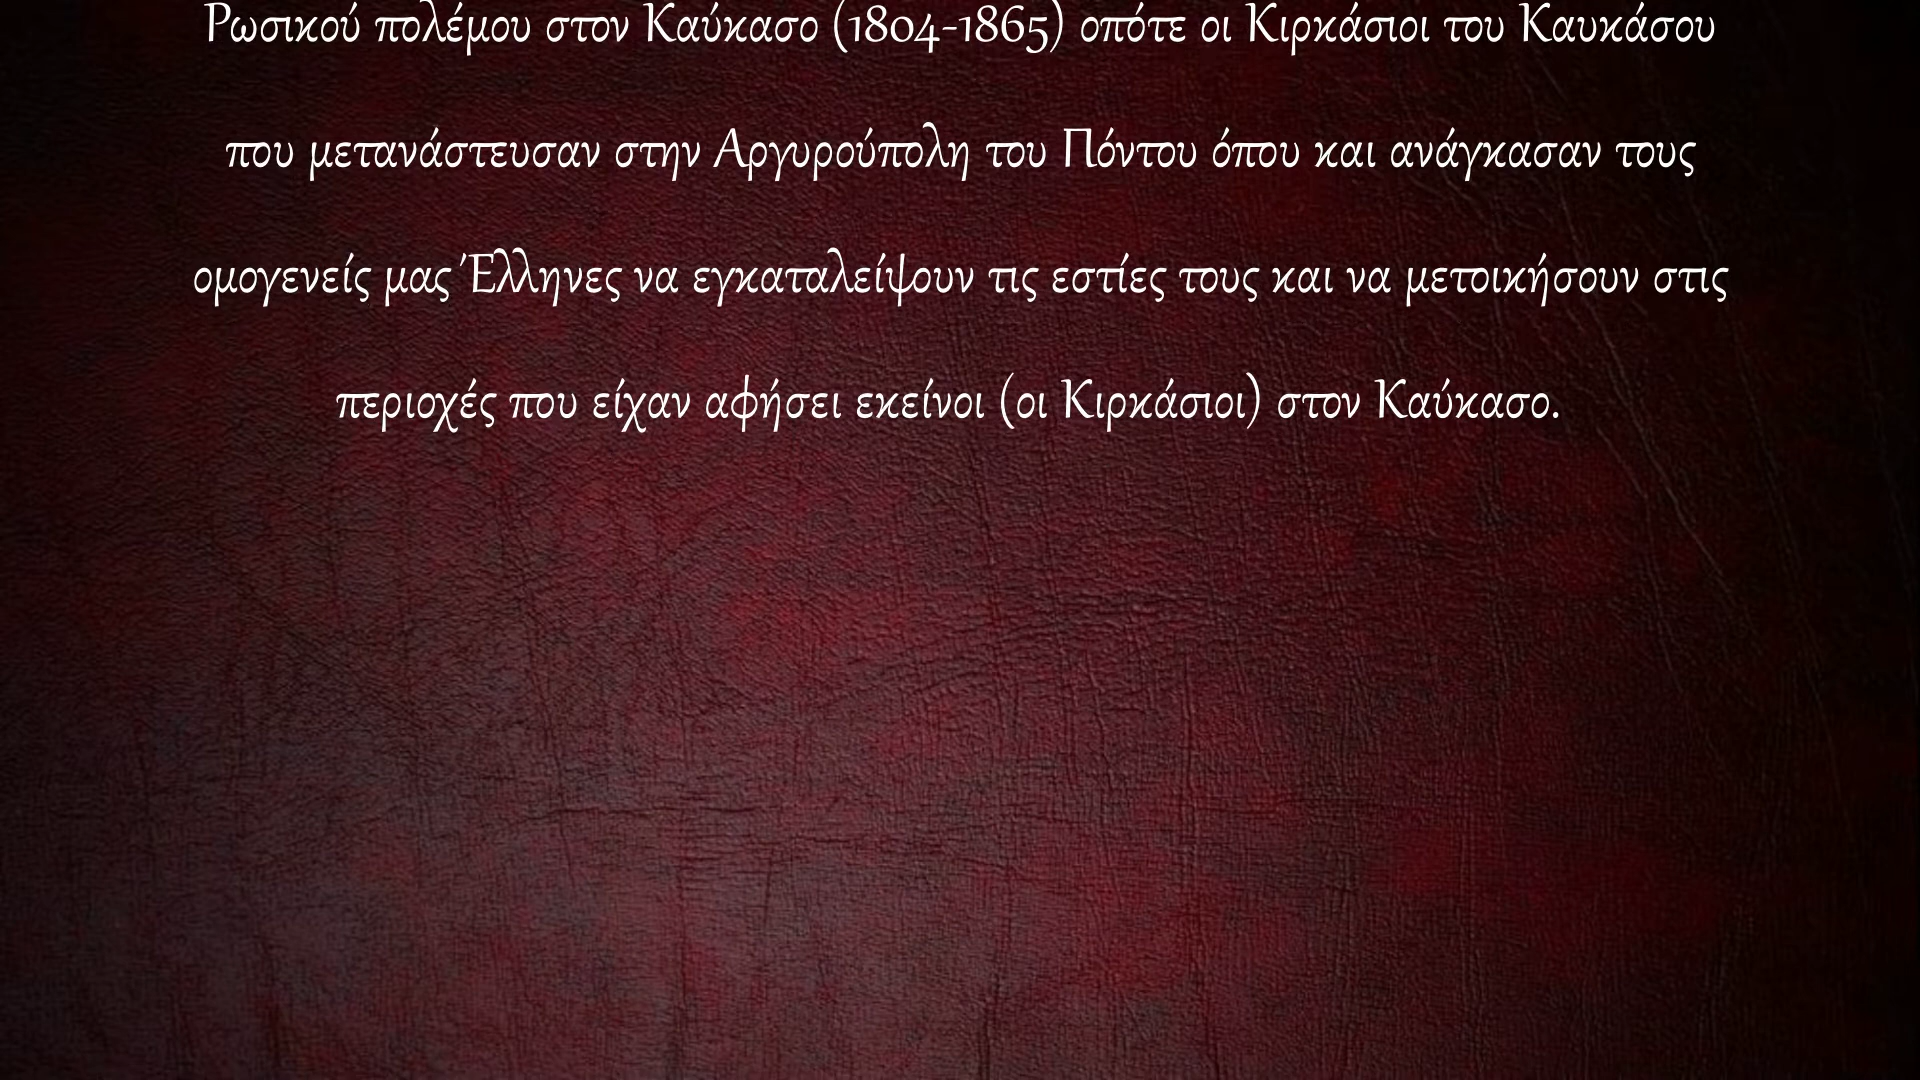 Ρωσικού πολέμου στον Καύκασο (1804-1865) οπότε οι Κιρκάσιοι του Καυκάσου
που μετανάστευσαν στην Αργυρούπολη του Πόντου όπου και ανάγκασαν τους
ομογενείς μας Έλληνες να εγκαταλείψουν τις εστίες τους και να μετοικήσουν στις
περιοχές που είχαν αφήσει εκείνοι (οι Κιρκάσιοι) στον Καύκασο.